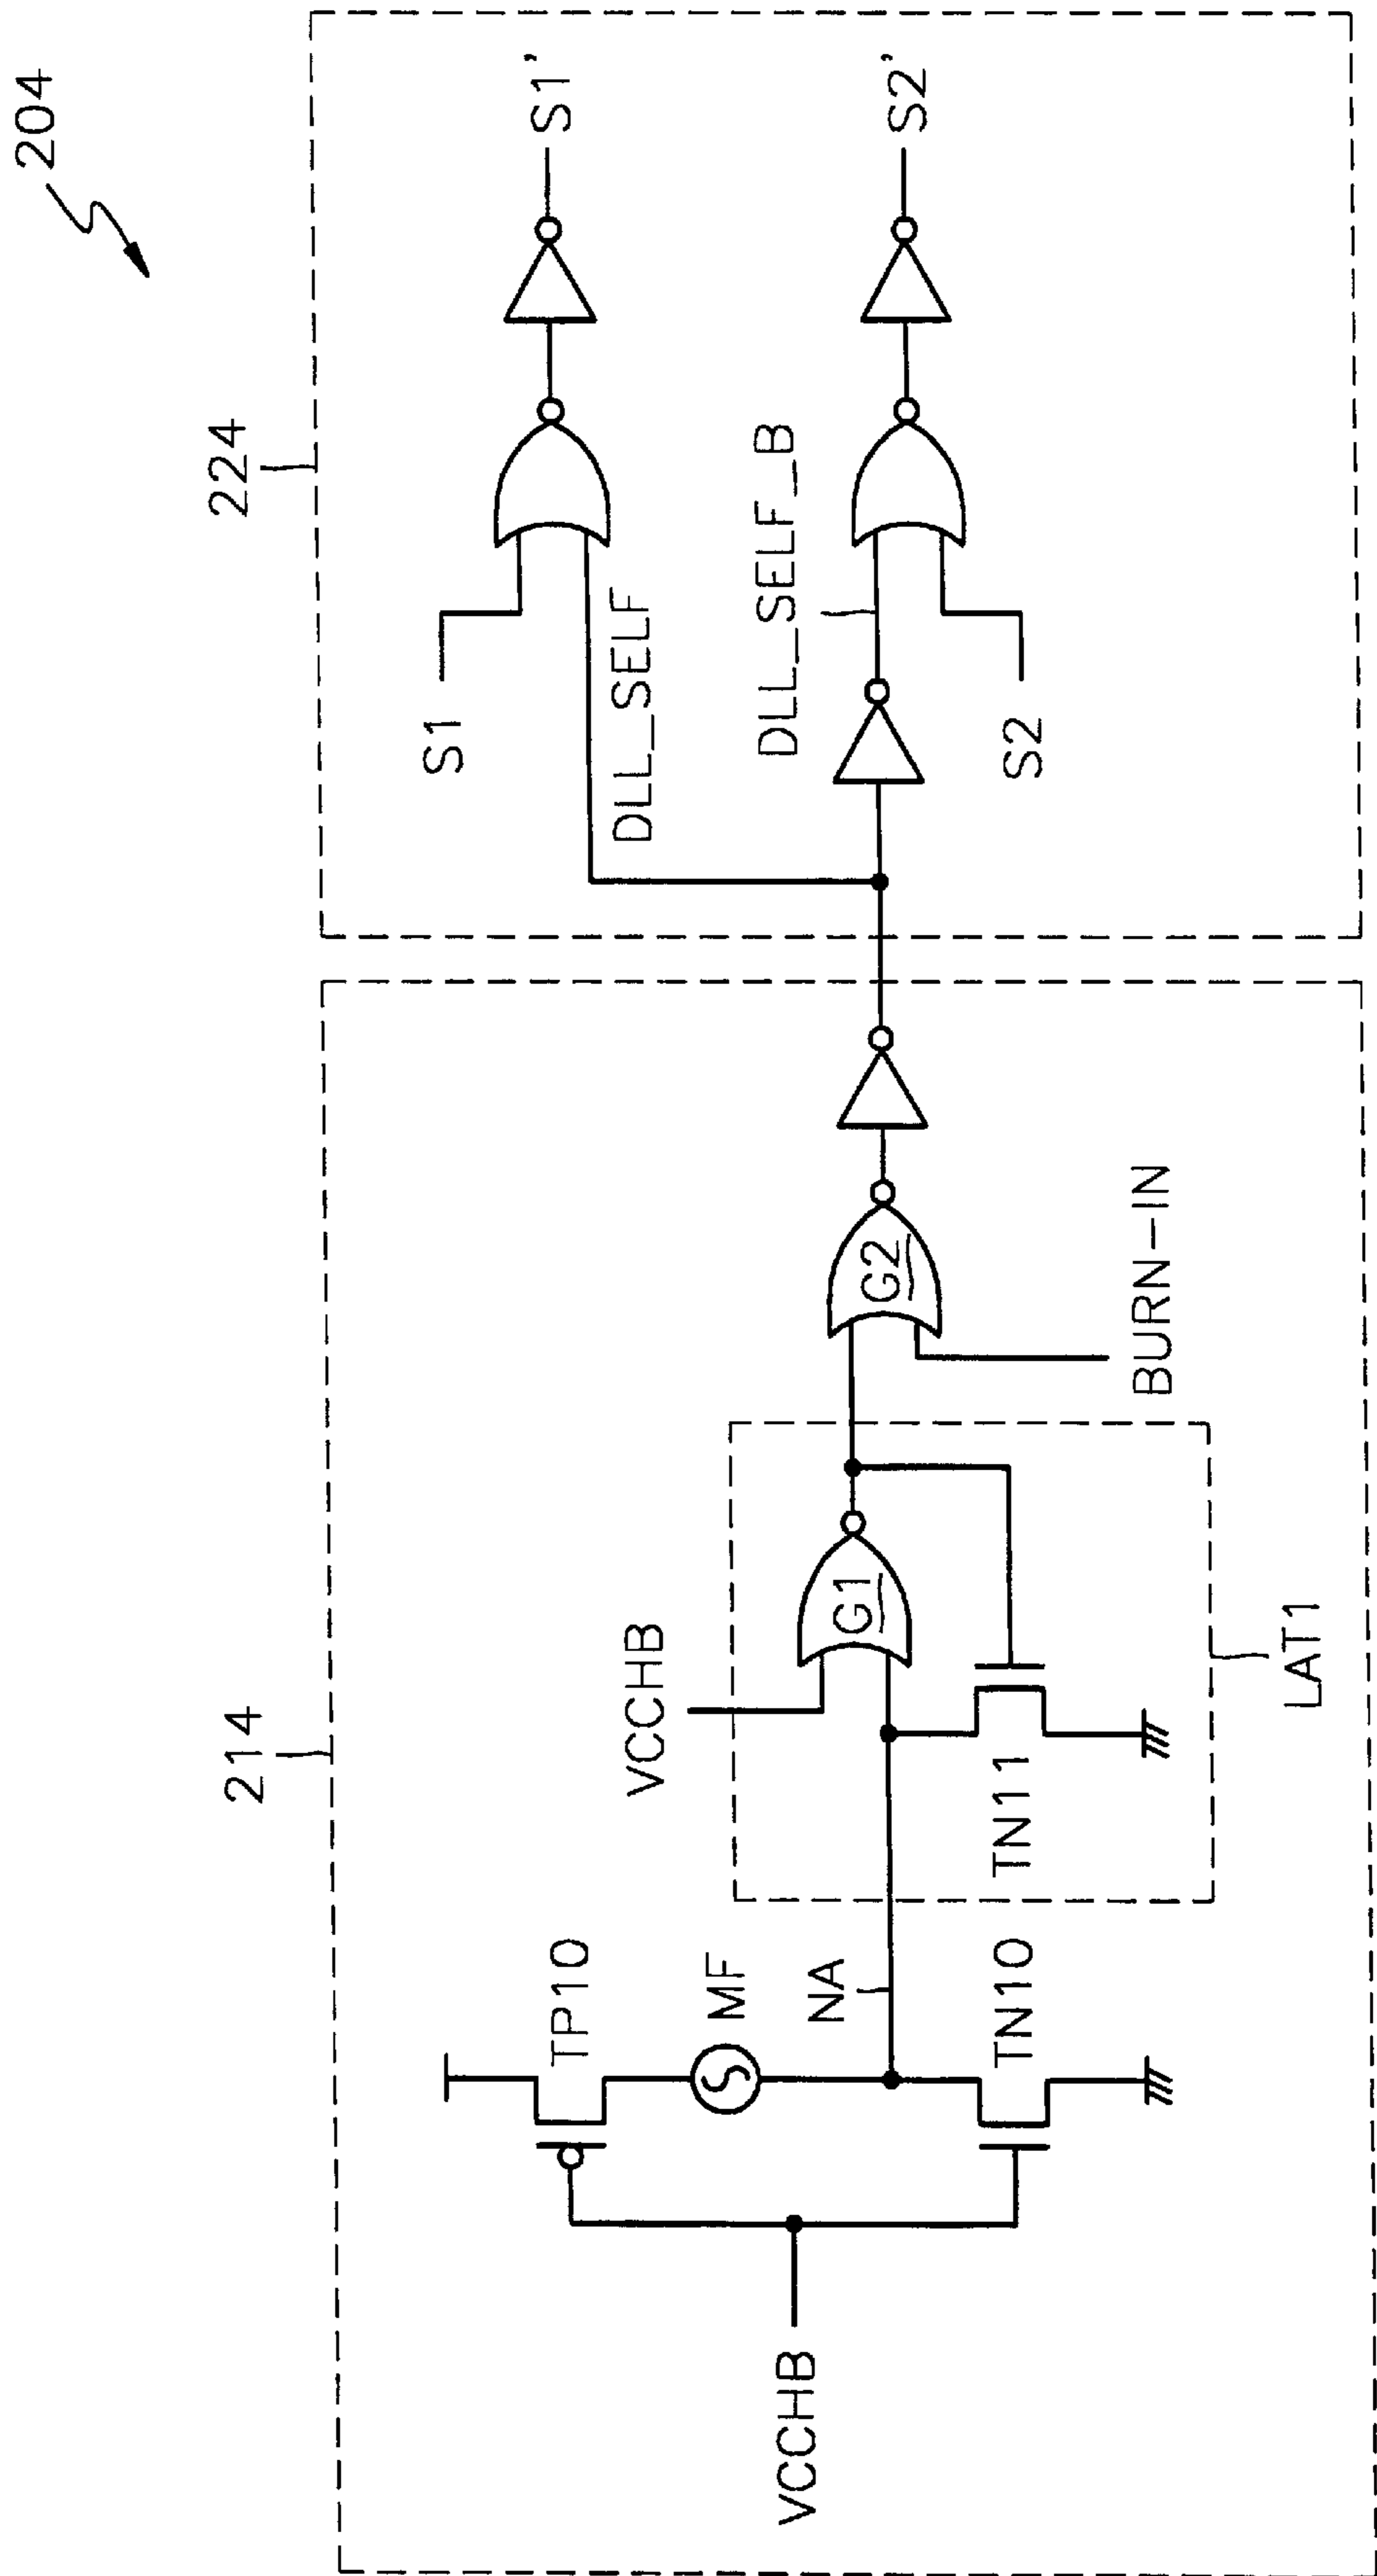 204
214
224
VCCHB
TP10
MF
NA
TN10
VCCHB
G1
TN11
LAT1
G2
BURN-IN
S1
DLL_SELF
DLL_SELF_B
S2
S1'
S2'